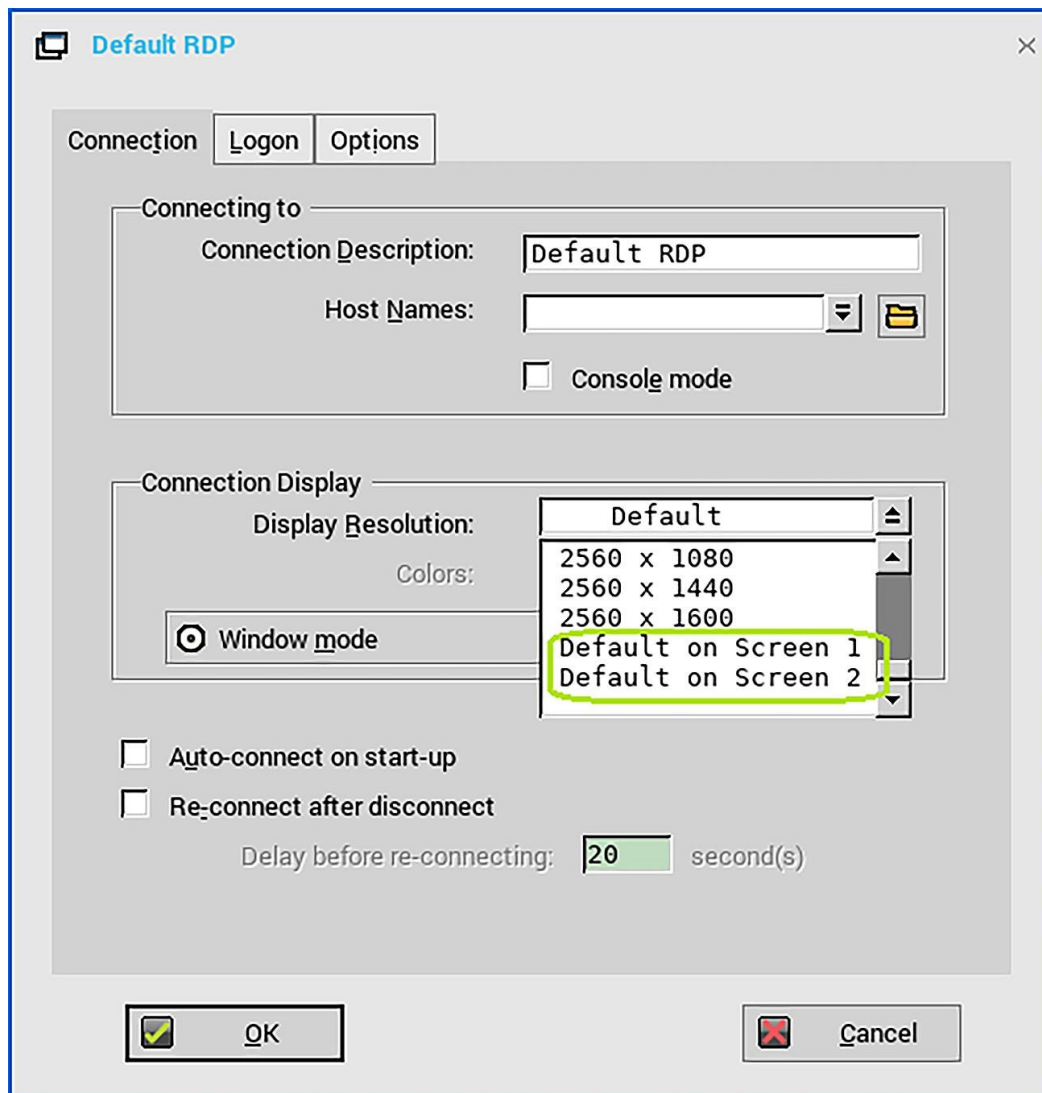 Default RDP
Connection Logon Options
Connecting to
Connection Description: Default RDP
Host Names:
Console mode
Connection Display
Display Resolution: Default
2560 x 1080
Colors:
2560 x 1440
2560 x 1600
Window mode
Default on Screen 1
Default on Screen 2
Auto-connect on start-up
Re-connect after disconnect
Delay before re-connecting: 20 second(s)
OK Cancel